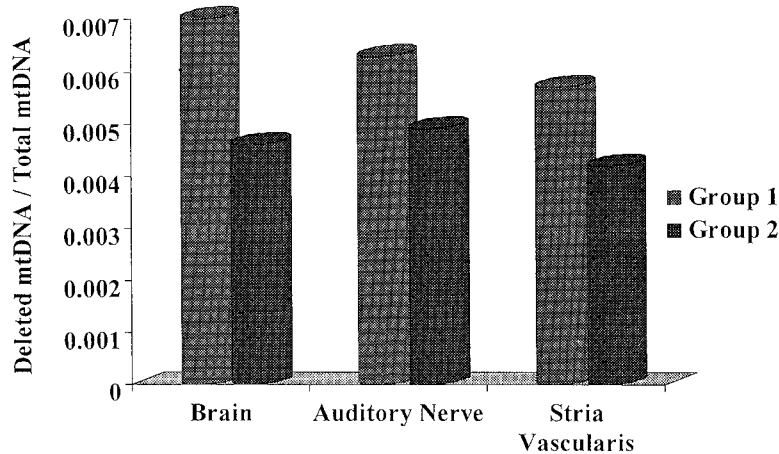 Deleted mtDNA / Total mtDNA
0.007
0.006
0.005
0.004
0.003
0.002
0.001
0
Brain
Auditory Nerve
Stria
Vascularis
Group 1
Group 2